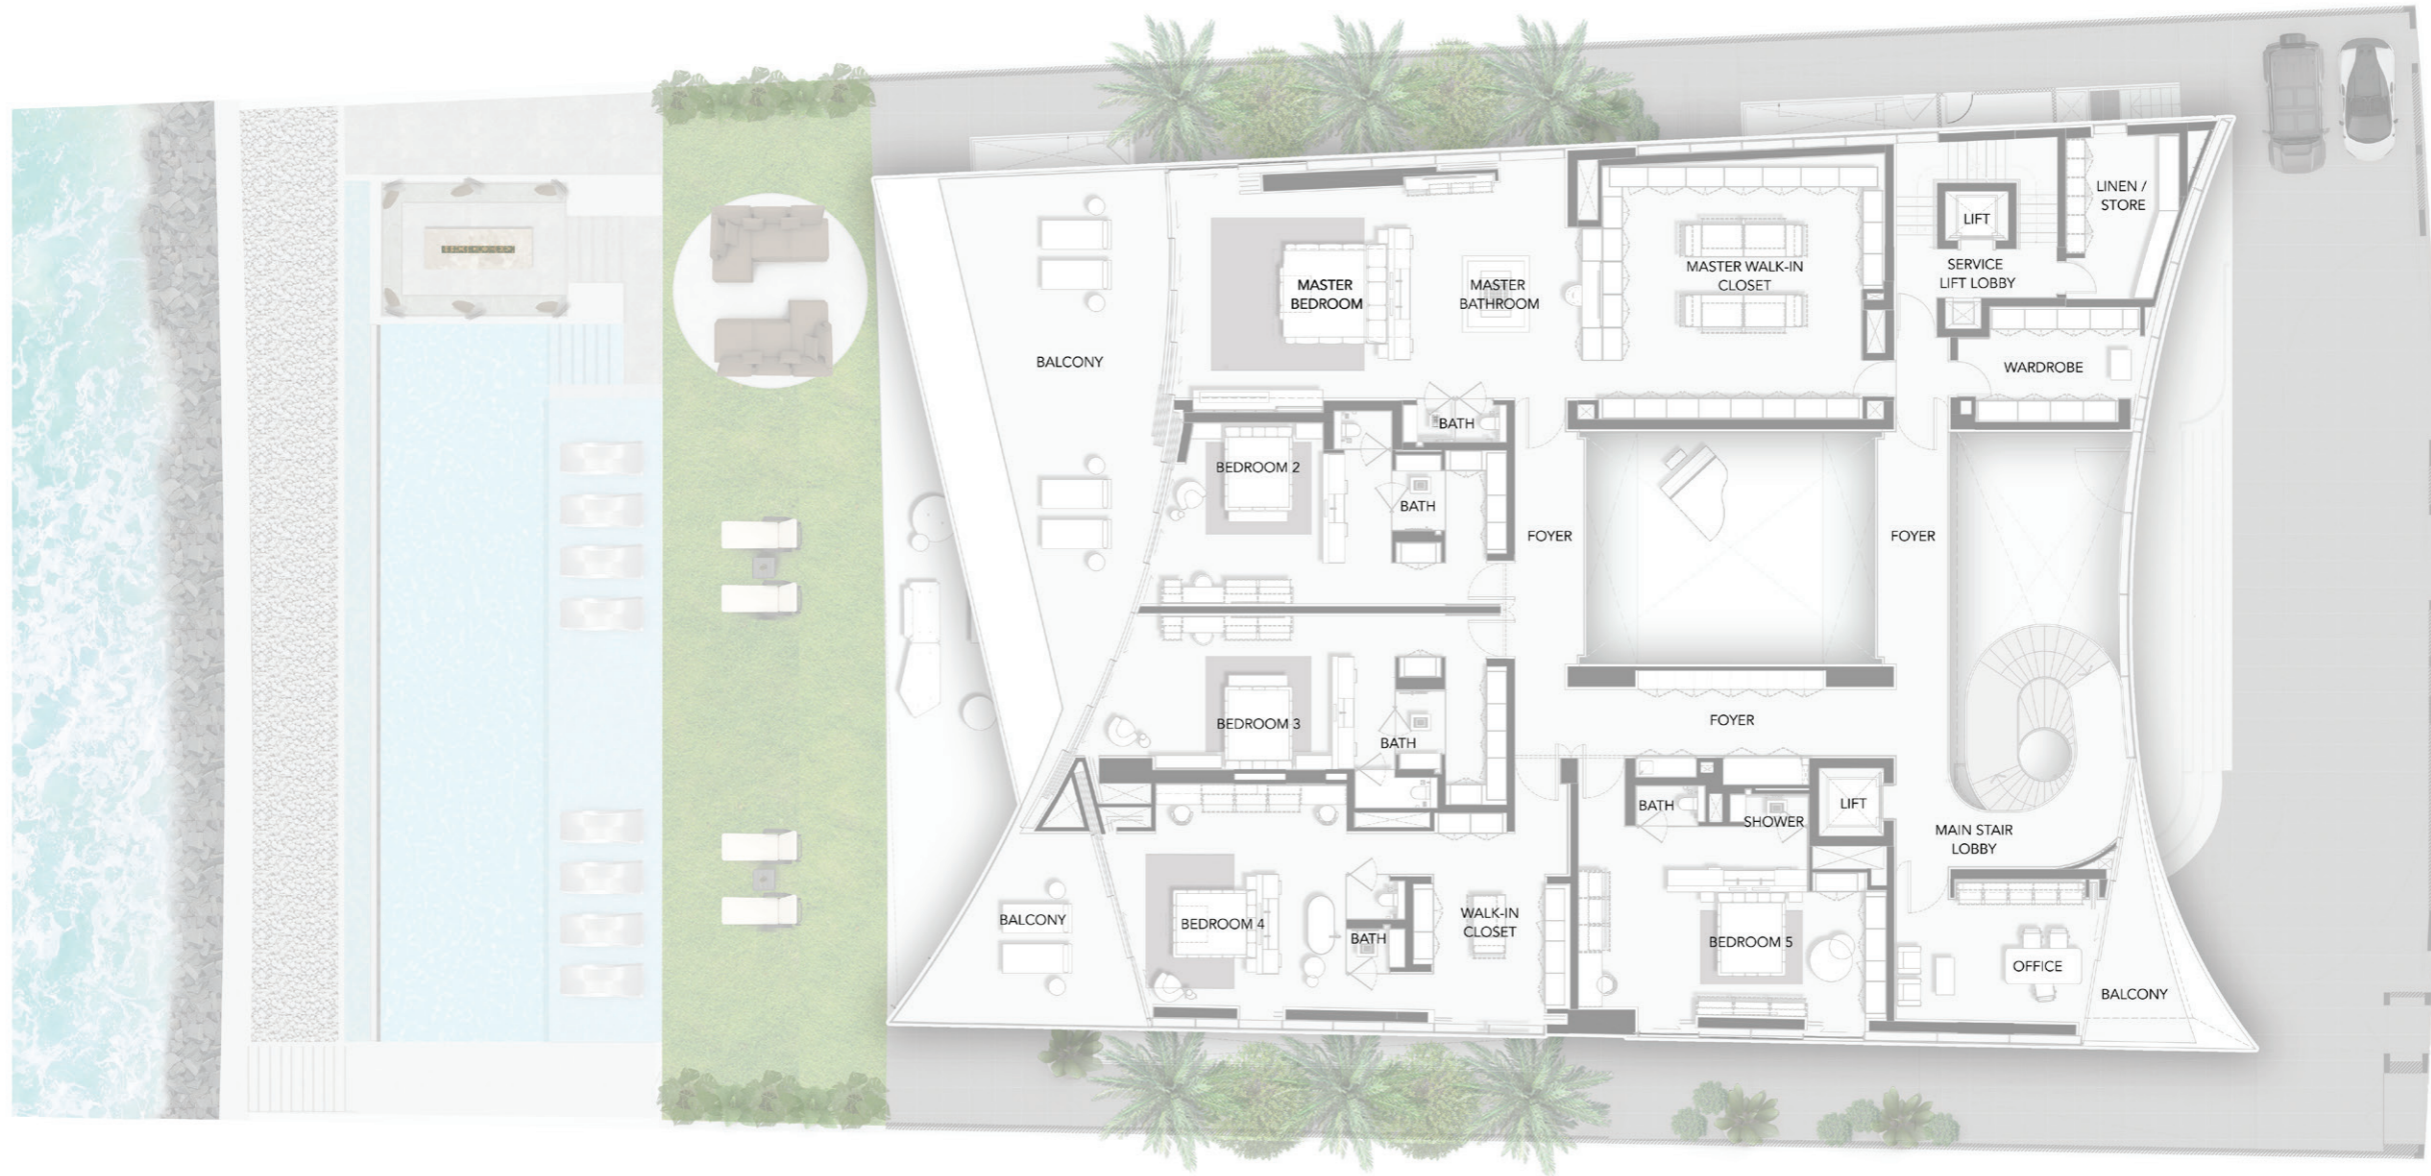 LINEN /
STORE
LIFT
SERVICE
LIFT LOBBY
MASTER WALK-IN
CLOSET
MASTER
BEDROOM
MASTER
BATHROOM
BALCONY
WARDROBE
BATH
BEDROOM 2
BATH
FOYER
FOYER
BEDROOM 3
BATH
FOYER
BATH
SHOWER
LIFT
MAIN STAIR
LOBBY
BALCONY
BEDROOM 4
BATH
WALK-IN
CLOSET
BEDROOM 5
OFFICE
BALCONY